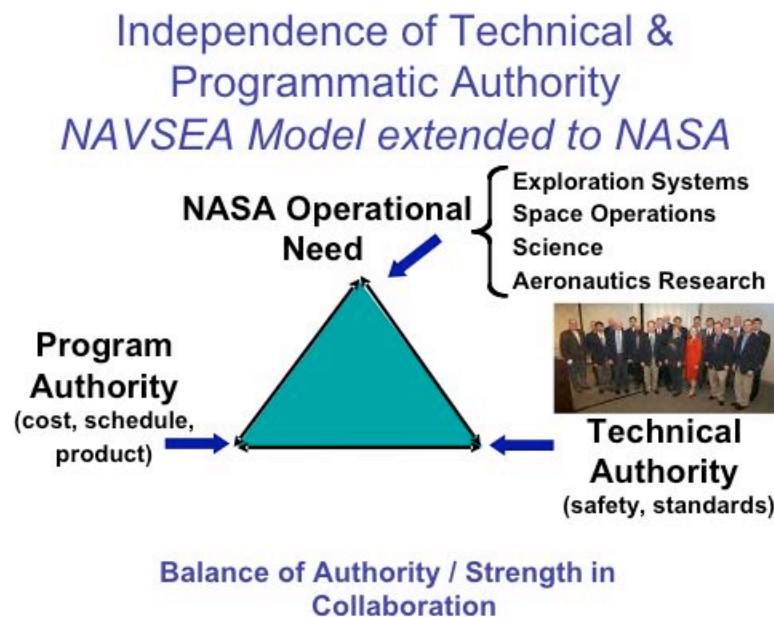 Independence of Technical &
Programmatic Authority
NAVSEA Model extended to NASA
NASA Operational
Need
Exploration Systems
Space Operations
Science
Aeronautics Research
Program
Authority
(cost, schedule,
product)
Technical
Authority
(safety, standards)
Balance of Authority / Strength in
Collaboration